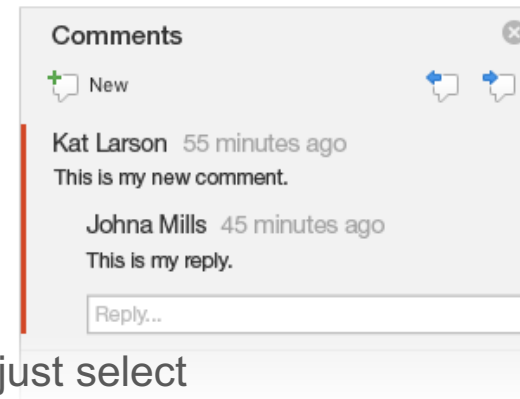 Comments
New
Kat Larson 55 minutes ago
This is my new comment.
Johna Mills 45 minutes ago
This is my reply.
Reply...
just select